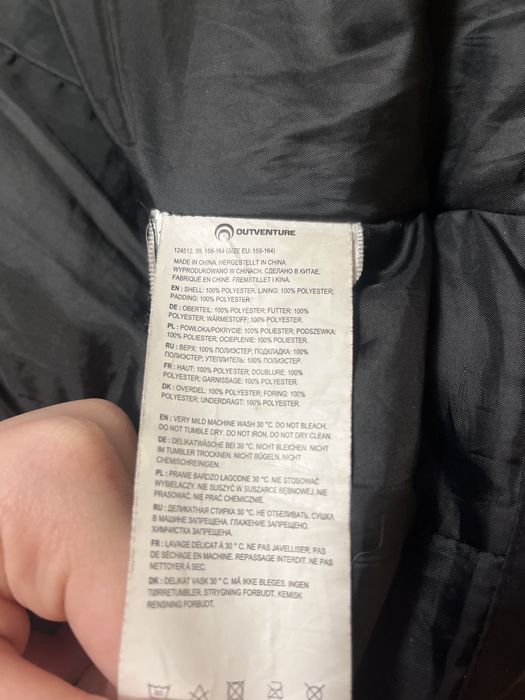 OUTVENTURE
124512, 99, 158-164 (SIZE EU: 158-164)
MADE IN CHINA. HERGESTELLT IN CHINA.
WYPRODUKOWANO W CHINACH. СДЕЛАНО В КИТАЕ.
FABRIQUÉ EN CHINE. FREMSTILLET I KINA.
EN : SHELL: 100% POLYESTER; LINING: 100% POLYESTER;
PADDING: 100% POLYESTER.
DE : OBERTEIL: 100% POLYESTER; FUTTER: 100%
POLYESTER; WÄRMESTOFF: 100% POLYESTER.
PL : POWŁOKA/POKRYCIE: 100% POLIESTER; PODSZEWKA:
100% POLIESTER; OCIEPLENIE: 100% POLIESTER.
RU : ВЕРХ: 100% ПОЛИЭСТЕР; ПОДКЛАДКА: 100%
ПОЛИЭСТЕР; УТЕПЛИТЕЛЬ: 100% ПОЛИЭСТЕР.
FR : HAUT: 100% POLYESTER; DOUBLURE: 100%
POLYESTER; GARNISSAGE: 100% POLYESTER.
DK : OVERDEL: 100% POLYESTER; FORING: 100%
POLYESTER; UNDERDRAGT: 100% POLYESTER.
EN : VERY MILD MACHINE WASH 30 °C. DO NOT BLEACH.
DO NOT TUMBLE DRY. DO NOT IRON. DO NOT DRY CLEAN.
DE : DELIKATWÄSCHE BEI 30 °C. NICHT BLEICHEN. NICHT
IM TUMBLER TROCKNEN. NICHT BÜGELN. NICHT
CHEMISCHREINIGEN.
PL : PRANIE BARDZO ŁAGODNE 30 °C. NIE STOSOWAĆ
WYBIELACZY. NIE SUSZYĆ W SUSZARCE BĘBNOWEJ. NIE
PRASOWAĆ. NIE PRAĆ CHEMICZNIE.
RU : ДЕЛИКАТНАЯ СТИРКА 30 °C. НЕ ОТБЕЛИВАТЬ. СУШКА
В МАШИНЕ ЗАПРЕЩЕНА. ГЛАЖЕНИЕ ЗАПРЕЩЕНО.
ХИМЧИСТКА ЗАПРЕЩЕНА.
FR : LAVAGE DÉLICAT À 30 ° C. NE PAS JAVELLISER. PAS
DE SÉCHAGE EN MACHINE. REPASSAGE INTERDIT. NE PAS
NETTOYER À SEC.
DK : DELIKAT VASK 30 ° C. MÅ IKKE BLEGES. INGEN
TØRRETUMBLER. STRYGNING FORBUDT. KEMISK
RENSNING FORBUDT.
30